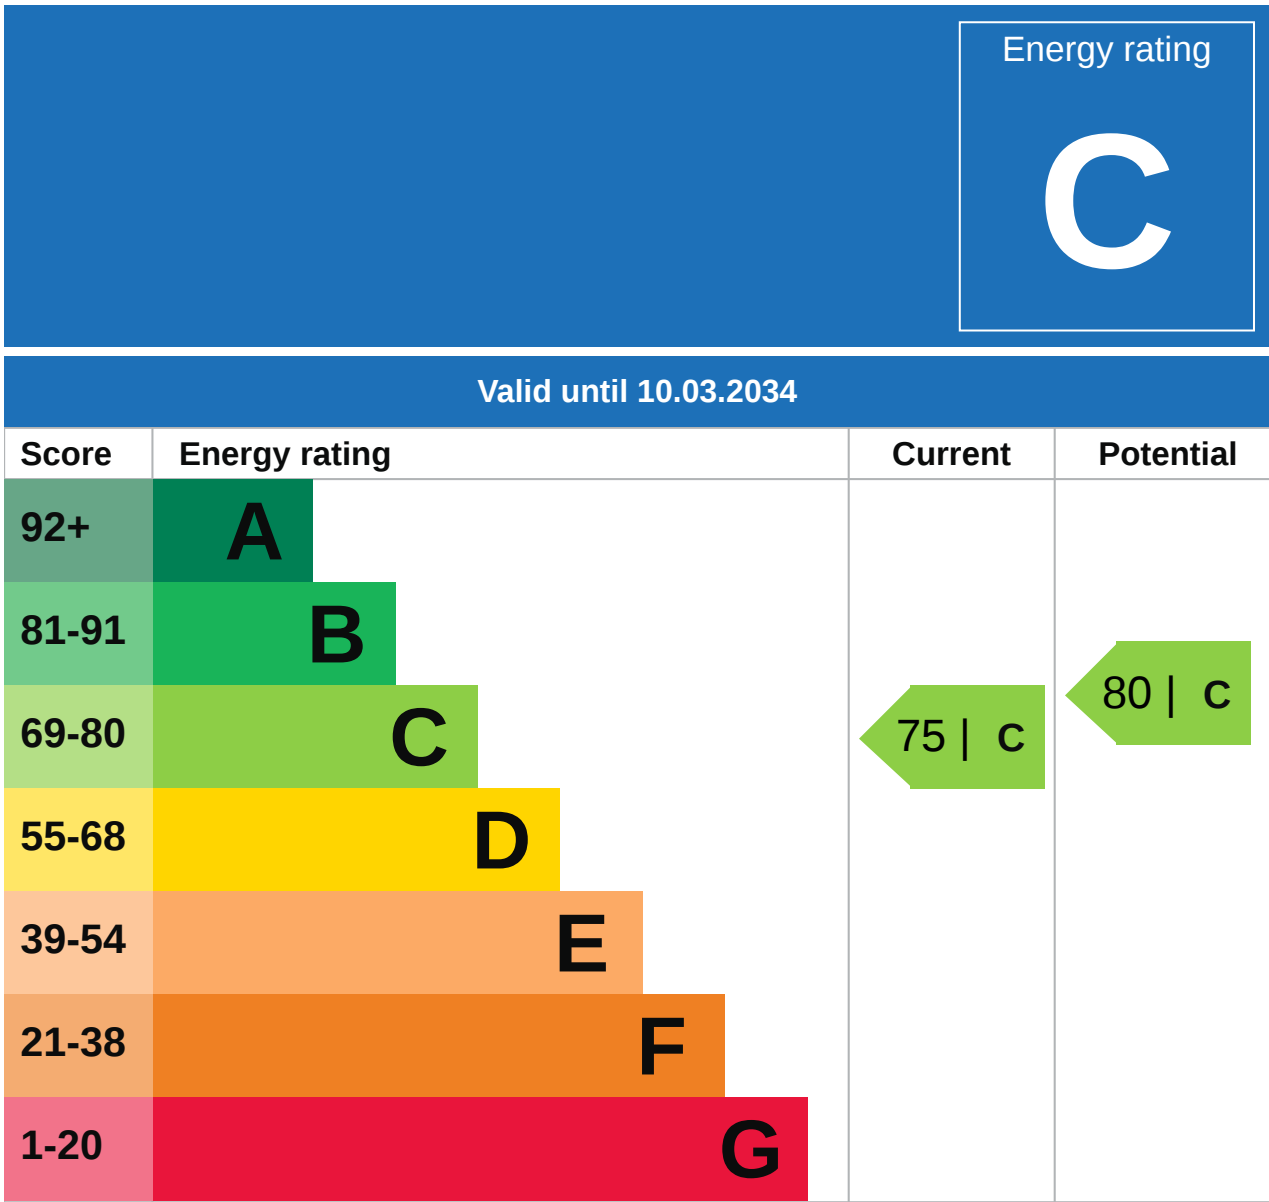 Energy rating
C
Valid until 10.03.2034
Score Energy rating Current Potential
92+ A
81-91 B
69-80 C 75 | C 80 | C
55-68 D
39-54 E
21-38 F
1-20 G